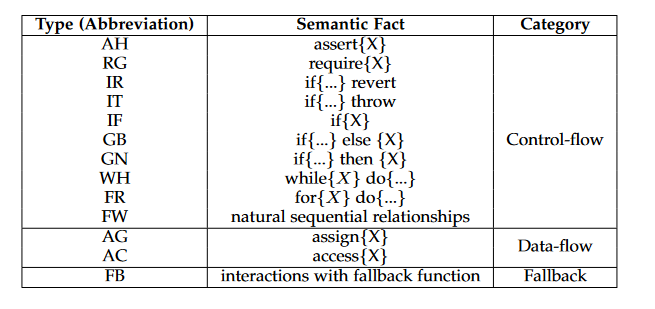 Type (Abbreviation) Semantic Fact Category
AH assert{X}
RG require{X}
IR if{...} revert
IT if{...} throw
IF if{X}
GB if{...} else {X} Control-flow
GN if{...} then {X}
WH while{X} do{...}
FR for{X} do{...}
FW natural sequential relationships
AG assign{X}
Data-flow
AC access{X}
FB interactions with fallback function Fallback